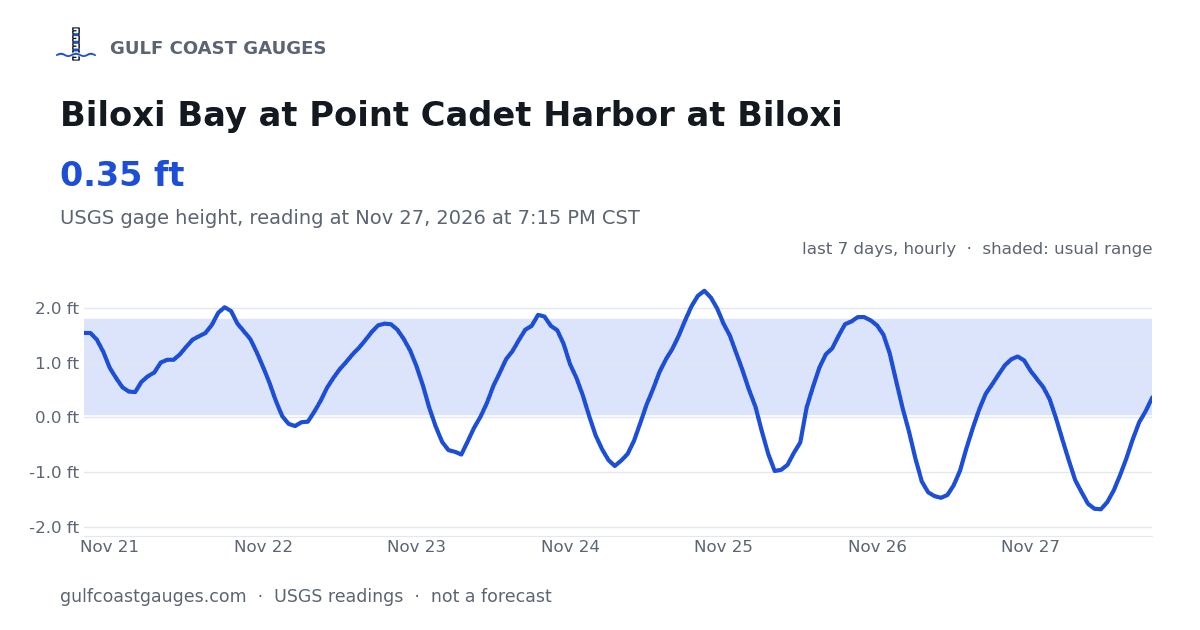 GULF COAST GAUGES
Biloxi Bay at Point Cadet Harbor at Biloxi
0.35 ft
USGS gage height, reading at Nov 27, 2026 at 7:15 PM CST
last 7 days, hourly · shaded: usual range
2.0 ft
1.0 ft
0.0 ft
-1.0 ft
-2.0 ft
Nov 21 Nov 22 Nov 23 Nov 24 Nov 25 Nov 26 Nov 27
gulfcoastgauges.com · USGS readings · not a forecast